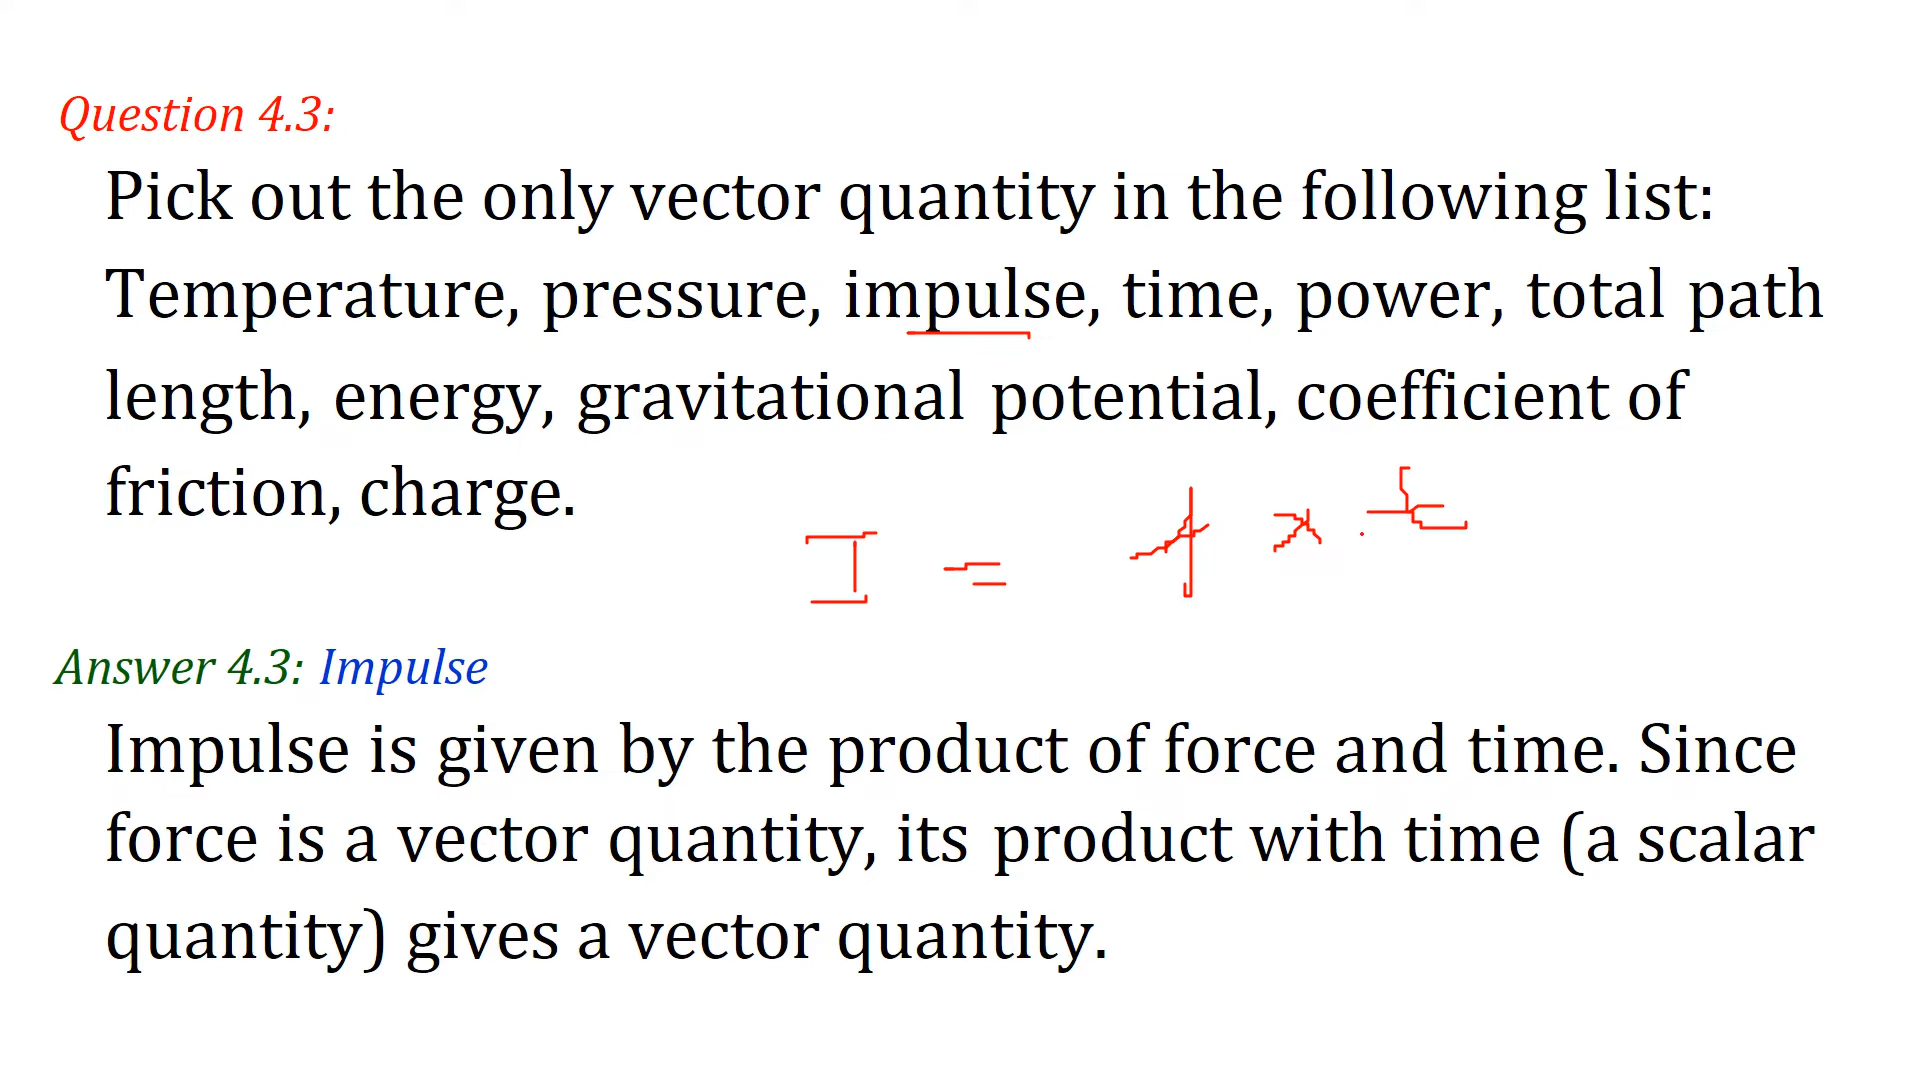 Question 4.3:
Pick out the only vector quantity in the following list:
Temperature, pressure, impulse, time, power, total path
length, energy, gravitational potential, coefficient of
friction, charge.
I = f × t
Answer 4.3: Impulse
Impulse is given by the product of force and time. Since
force is a vector quantity, its product with time (a scalar
quantity) gives a vector quantity.